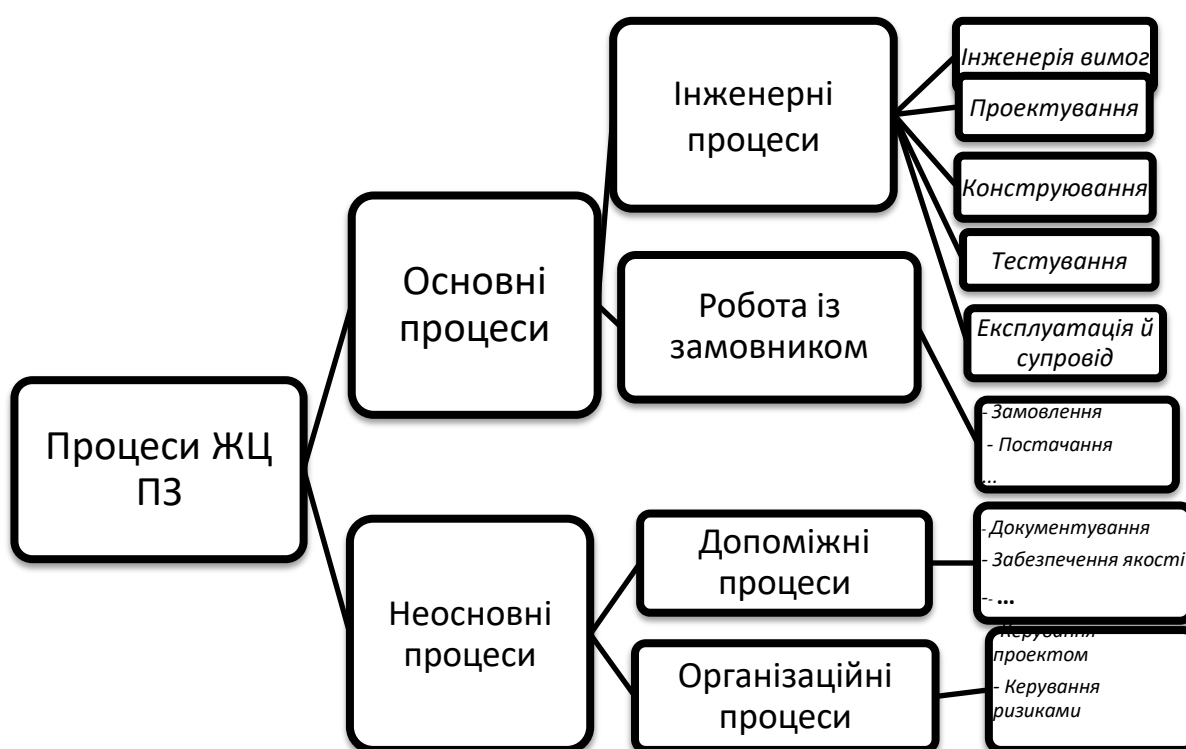 Процеси ЖЦ
ПЗ
Основні
процеси
Інженерні
процеси
Інженерія вимог
Проектування
Конструювання
Тестування
Експлуатація й
супровід
Робота із
замовником
- Замовлення
- Постачання
...
Неосновні
процеси
Допоміжні
процеси
- Документування
- Забезпечення якості
-- ...
Організаційні
процеси
- Керування
проектом
- Керування
ризиками